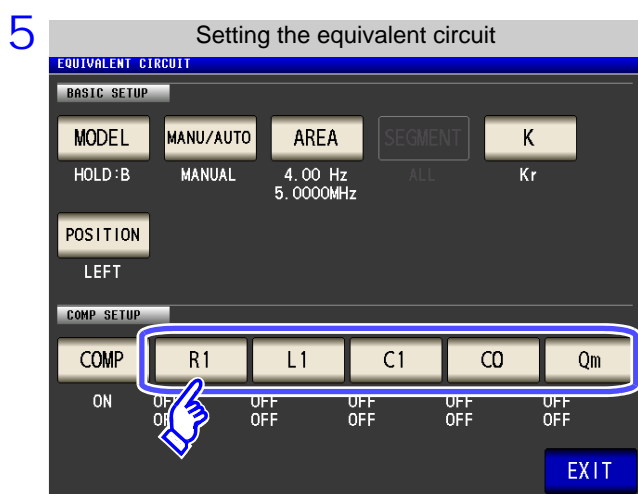 5
Setting the equivalent circuit
EQUIVALENT CIRCUIT
BASIC SETUP
MODEL MANU/AUTO AREA SEGMENT K
HOLD:B MANUAL 4.00 Hz ALL Kr
5.0000MHz
POSITION
LEFT
COMP SETUP
COMP R1 L1 C1 C0 Qm
ON OFF OFF OFF OFF OFF
OFF OFF OFF OFF OFF
EXIT